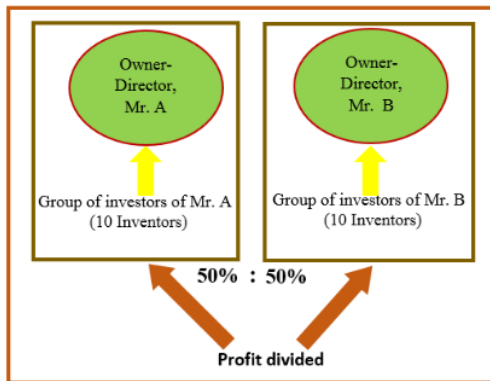 Owner-
Director,
Mr. A
Owner-
Director,
Mr. B
Group of investors of Mr. A
(10 Inventors)
Group of investors of Mr. B
(10 Inventors)
50% : 50%
Profit divided